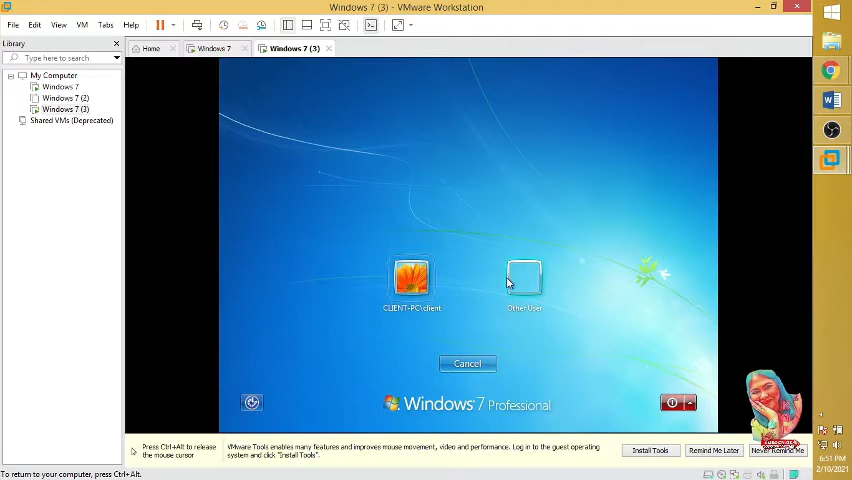 Windows 7 (3) - VMware Workstation
File Edit View VM Tabs Help
Library
Type here to search
Home Windows 7 Windows 7 (3)
My Computer
Windows 7
Windows 7 (2)
Windows 7 (3)
Shared VMs (Deprecated)
CLIENT-PC\client
Other User
Cancel
Windows 7 Professional
SUBSCRIBE
Press Ctrl+Alt to release
the mouse cursor
VMware Tools enables many features and improves mouse movement, video and performance. Log in to the guest operating
system and click "Install Tools".
Install Tools
Remind Me Later
Never Remind Me
To return to your computer, press Ctrl+Alt.
6:51 PM
2/10/2021